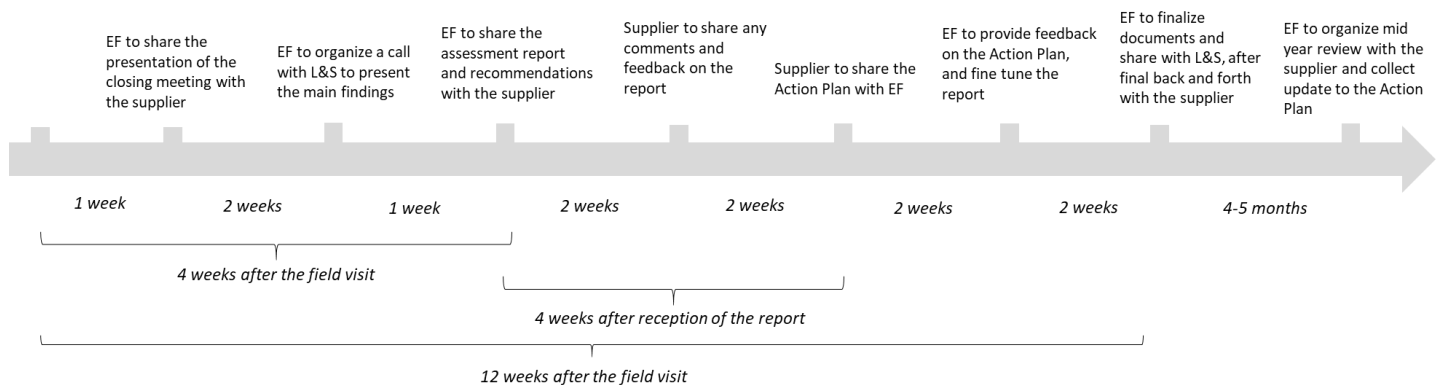 EF to share the
presentation of the
closing meeting with
the supplier
EF to organize a call
with L&S to present
the main findings
EF to share the
assessment report
and recommendations
with the supplier
Supplier to share any
comments and
feedback on the
report
Supplier to share the
Action Plan with EF
EF to provide feedback
on the Action Plan,
and fine tune the
report
EF to finalize
documents and
share with L&S, after
final back and forth
with the supplier
EF to organize mid
year review with the
supplier and collect
update to the Action
Plan
1 week
2 weeks
1 week
2 weeks
2 weeks
2 weeks
2 weeks
4-5 months
4 weeks after the field visit
4 weeks after reception of the report
12 weeks after the field visit